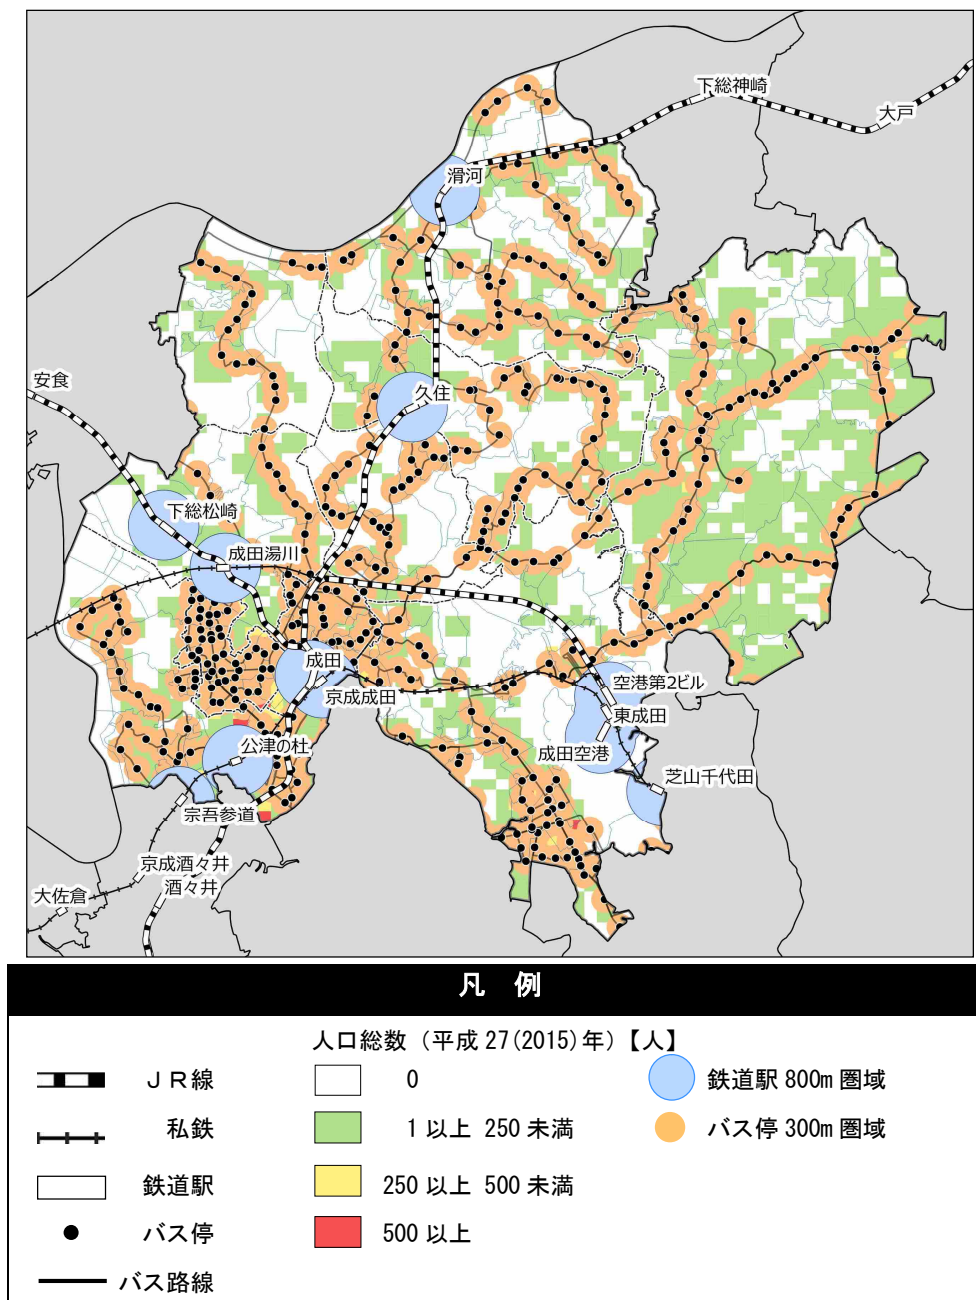 下総神崎
大戸
滑河
安食
久住
下総松崎
成田湯川
成田
京成成田
空港第2ビル
東成田
成田空港
公津の杜
芝山千代田
宗吾参道
京成酒々井
酒々井
大佐倉
凡 例
人口総数（平成 27(2015)年）【人】
ＪＲ線
0
鉄道駅 800m 圏域
私鉄
1 以上 250 未満
バス停 300m 圏域
鉄道駅
250 以上 500 未満
バス停
500 以上
バス路線